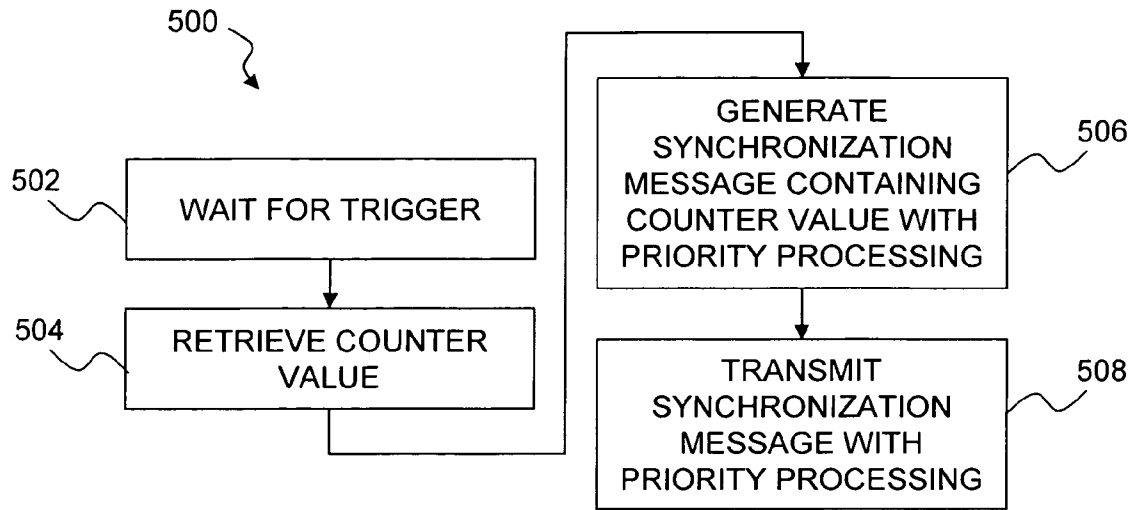 500
502
WAIT FOR TRIGGER
504
RETRIEVE COUNTER
VALUE
GENERATE
SYNCHRONIZATION
MESSAGE CONTAINING
COUNTER VALUE WITH
PRIORITY PROCESSING
506
TRANSMIT
SYNCHRONIZATION
MESSAGE WITH
PRIORITY PROCESSING
508